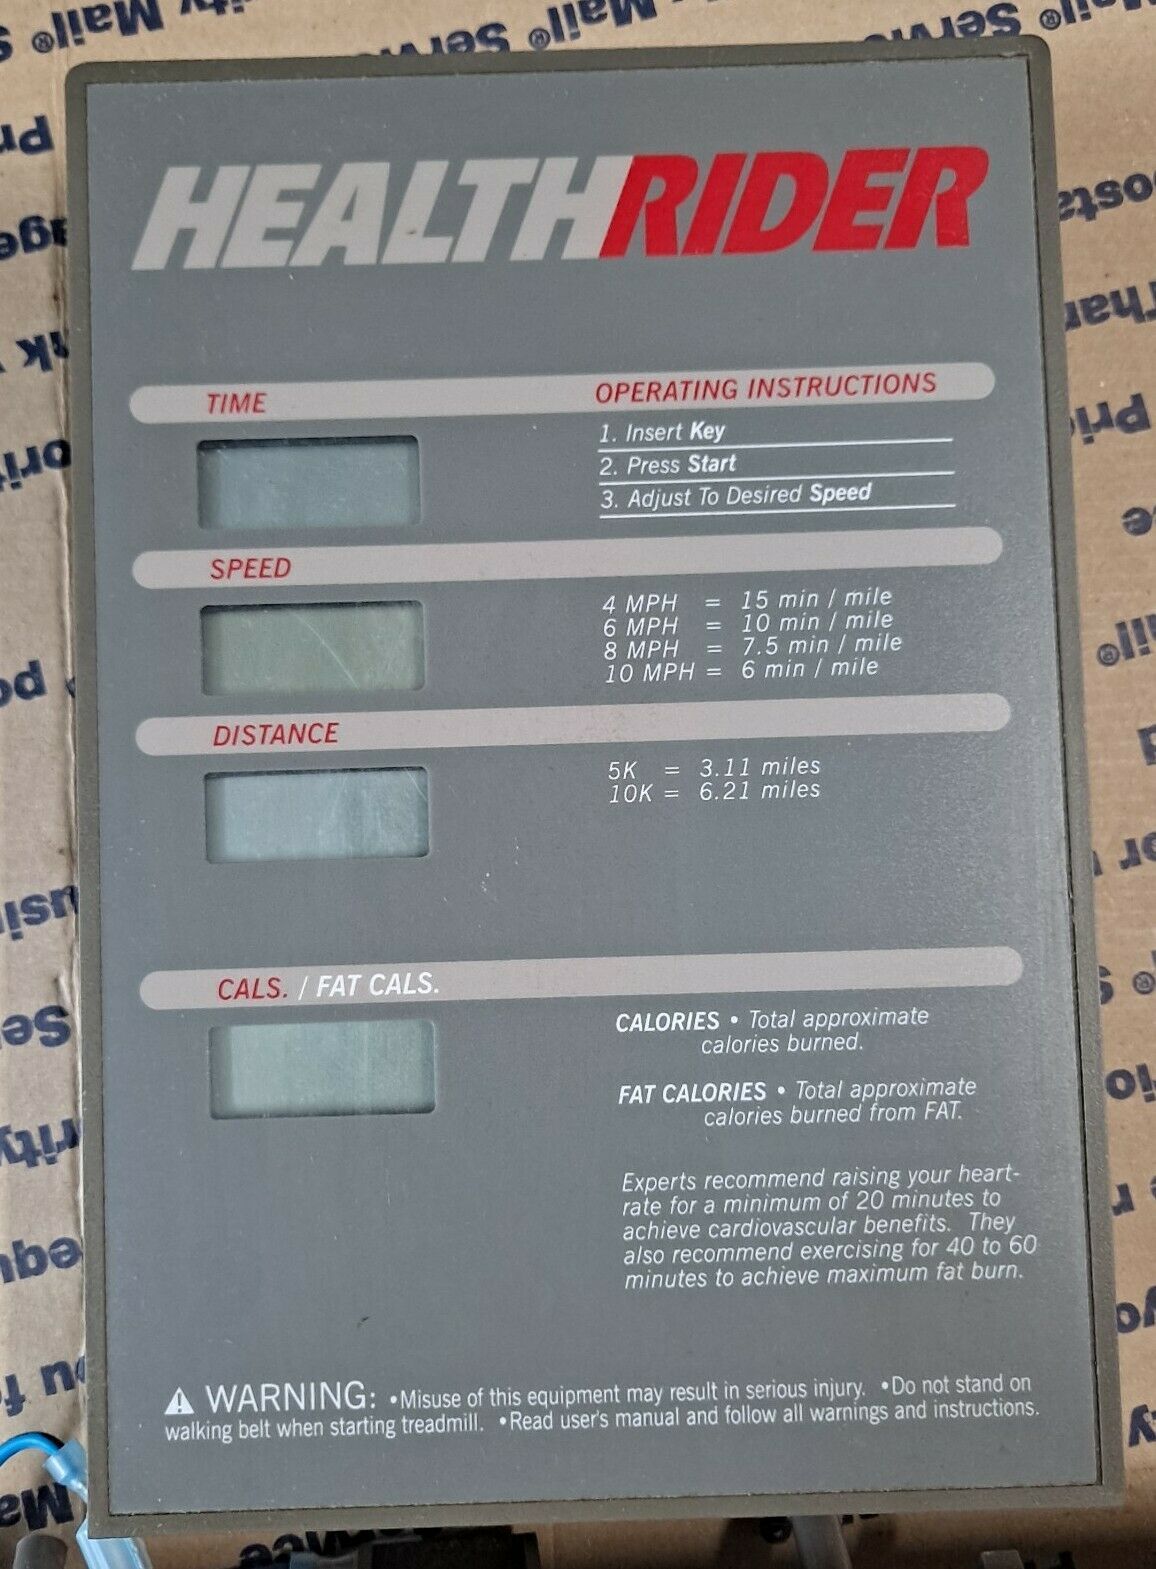 HEALTHRIDER
TIME
OPERATING INSTRUCTIONS
1. Insert Key
2. Press Start
3. Adjust To Desired Speed
SPEED
4 MPH = 15 min / mile
6 MPH = 10 min / mile
8 MPH = 7.5 min / mile
10 MPH = 6 min / mile
DISTANCE
5K = 3.11 miles
10K = 6.21 miles
CALS. / FAT CALS.
CALORIES • Total approximate
calories burned.
FAT CALORIES • Total approximate
calories burned from FAT.
Experts recommend raising your heart-
rate for a minimum of 20 minutes to
achieve cardiovascular benefits. They
also recommend exercising for 40 to 60
minutes to achieve maximum fat burn.
⚠ WARNING: •Misuse of this equipment may result in serious injury. •Do not stand on
walking belt when starting treadmill. •Read user's manual and follow all warnings and instructions.